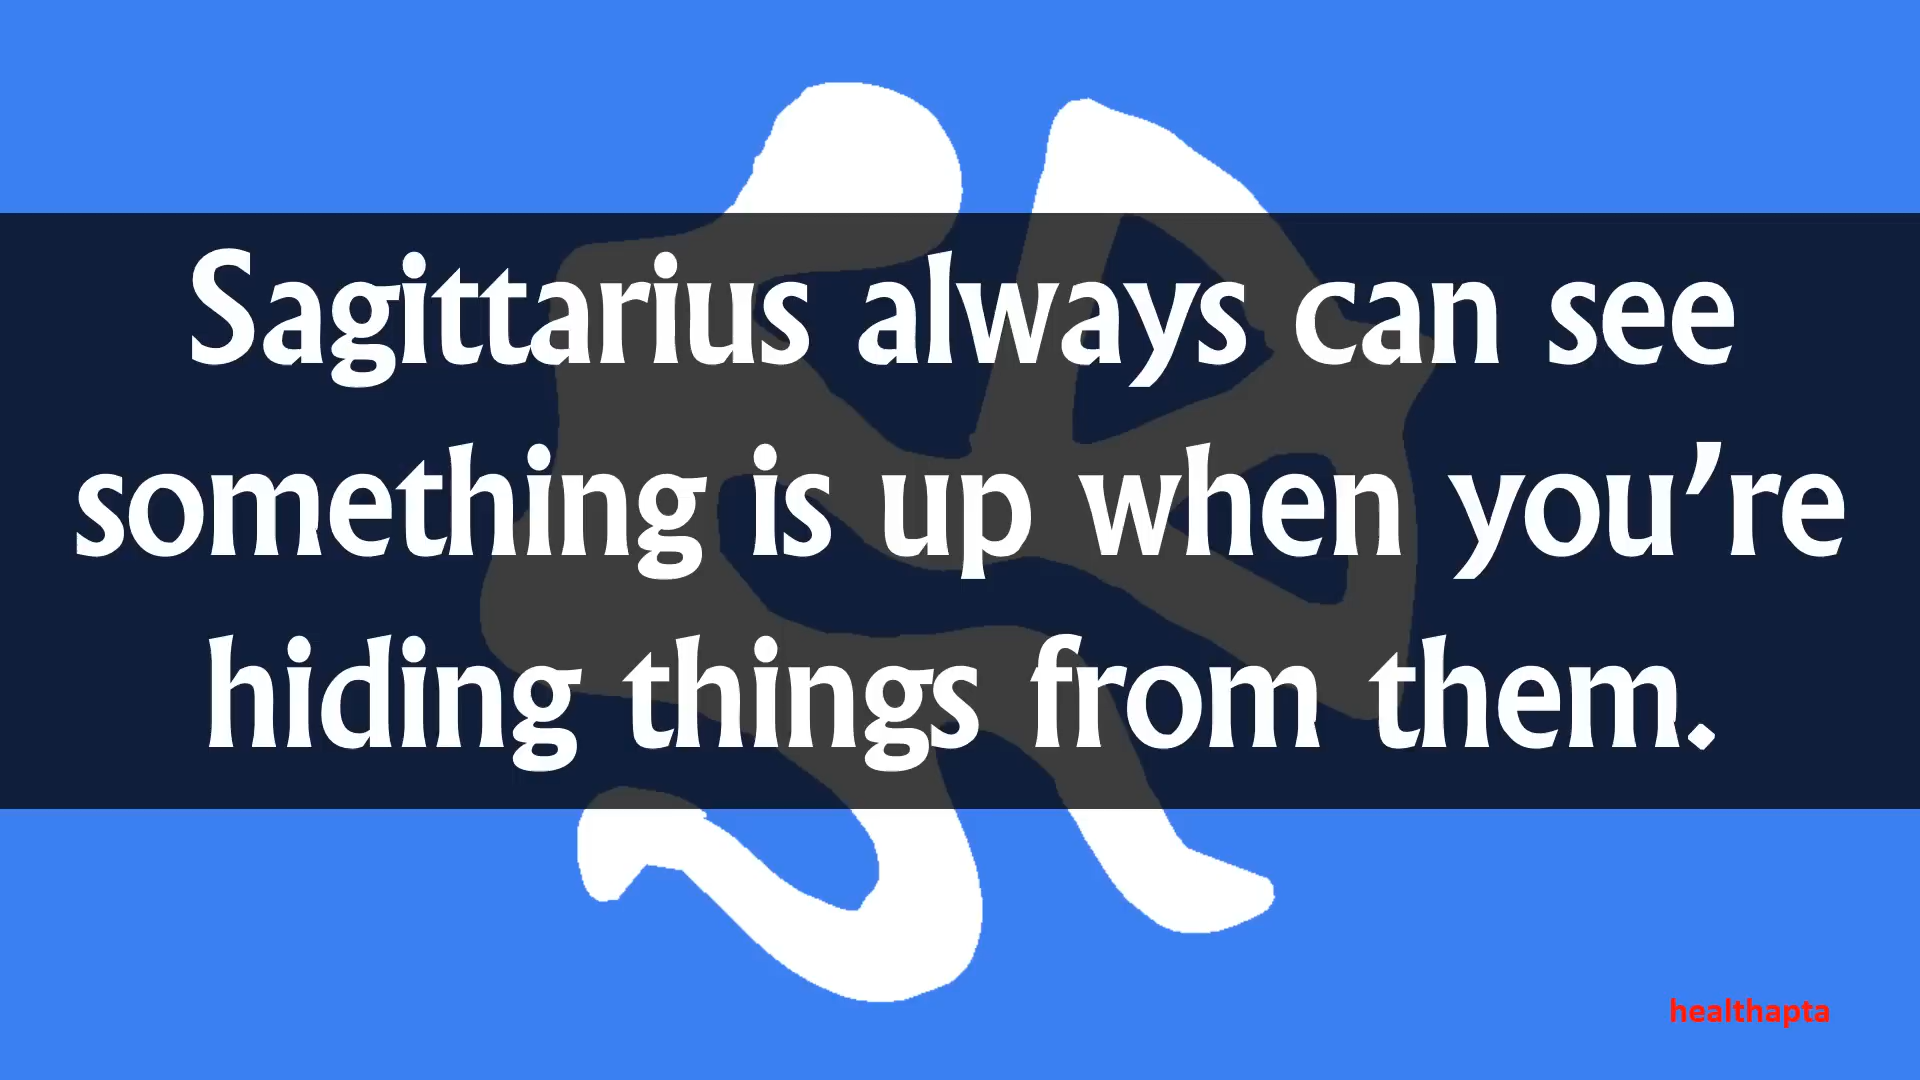 Sagittarius always can see
something is up when you’re
hiding things from them.
healthapta